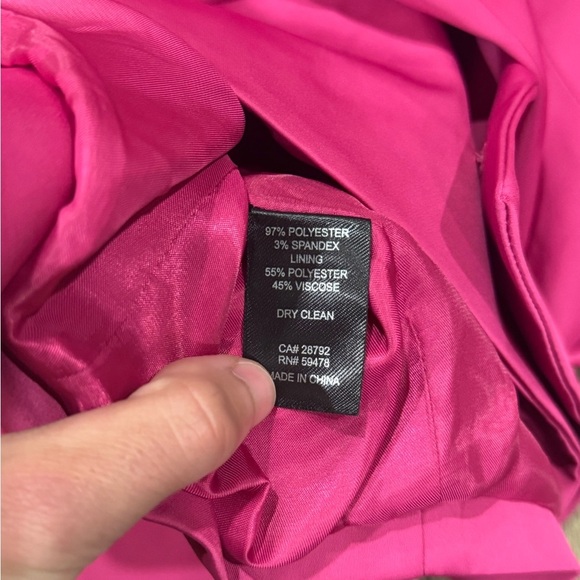 97% POLYESTER
3% SPANDEX
LINING
55% POLYESTER
45% VISCOSE
DRY CLEAN
CA# 28792
RN# 59478
MADE IN CHINA